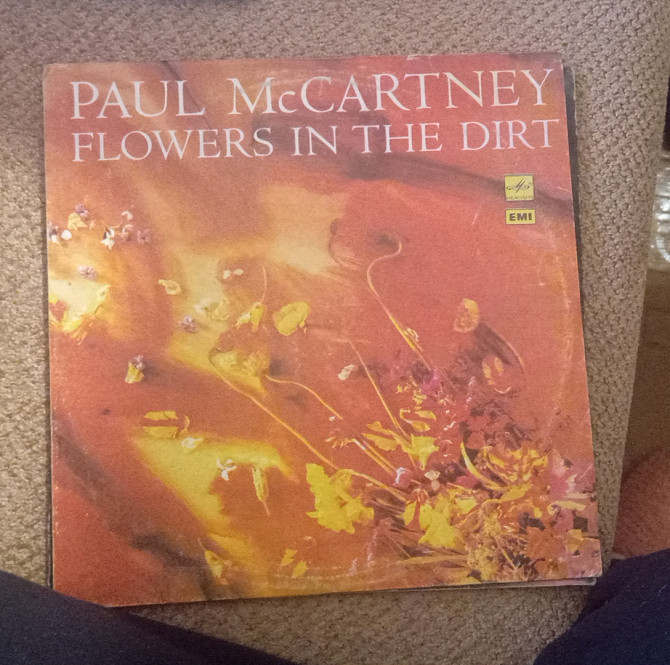 PAUL McCARTNEY
FLOWERS IN THE DIRT
EMI